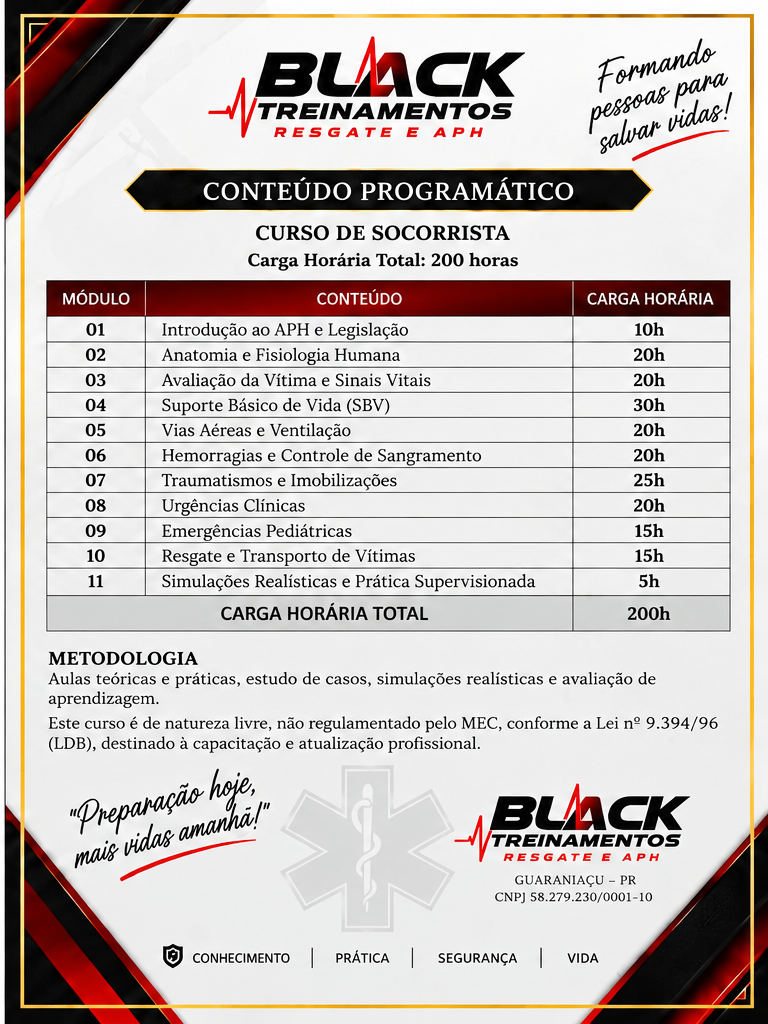 BLACK
TREINAMENTOS
RESGATE E APH
Formando
pessoas para
salvar vidas!
CONTEÚDO PROGRAMÁTICO
CURSO DE SOCORRISTA
Carga Horária Total: 200 horas
MÓDULO CONTEÚDO CARGA HORÁRIA
01 Introdução ao APH e Legislação 10h
02 Anatomia e Fisiologia Humana 20h
03 Avaliação da Vítima e Sinais Vitais 20h
04 Suporte Básico de Vida (SBV) 30h
05 Vias Aéreas e Ventilação 20h
06 Hemorragias e Controle de Sangramento 20h
07 Traumatismos e Imobilizações 25h
08 Urgências Clínicas 20h
09 Emergências Pediátricas 15h
10 Resgate e Transporte de Vítimas 15h
11 Simulações Realísticas e Prática Supervisionada 5h
CARGA HORÁRIA TOTAL 200h
METODOLOGIA
Aulas teóricas e práticas, estudo de casos, simulações realísticas e avaliação de
aprendizagem.
Este curso é de natureza livre, não regulamentado pelo MEC, conforme a Lei nº 9.394/96
(LDB), destinado à capacitação e atualização profissional.
"Preparação hoje,
mais vidas amanhã!"
BLACK
TREINAMENTOS
RESGATE E APH
GUARANIAÇU – PR
CNPJ 58.279.230/0001-10
CONHECIMENTO | PRÁTICA | SEGURANÇA | VIDA